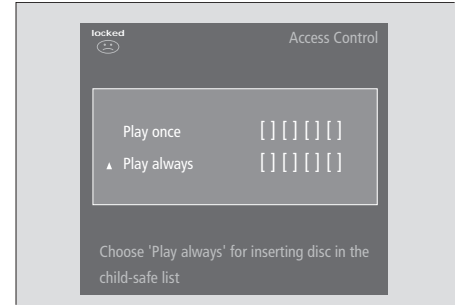 locked
Access Control
Play once [ ] [ ] [ ] [ ]
▲ Play always [ ] [ ] [ ] [ ]
Choose 'Play always' for inserting disc in the
child-safe list